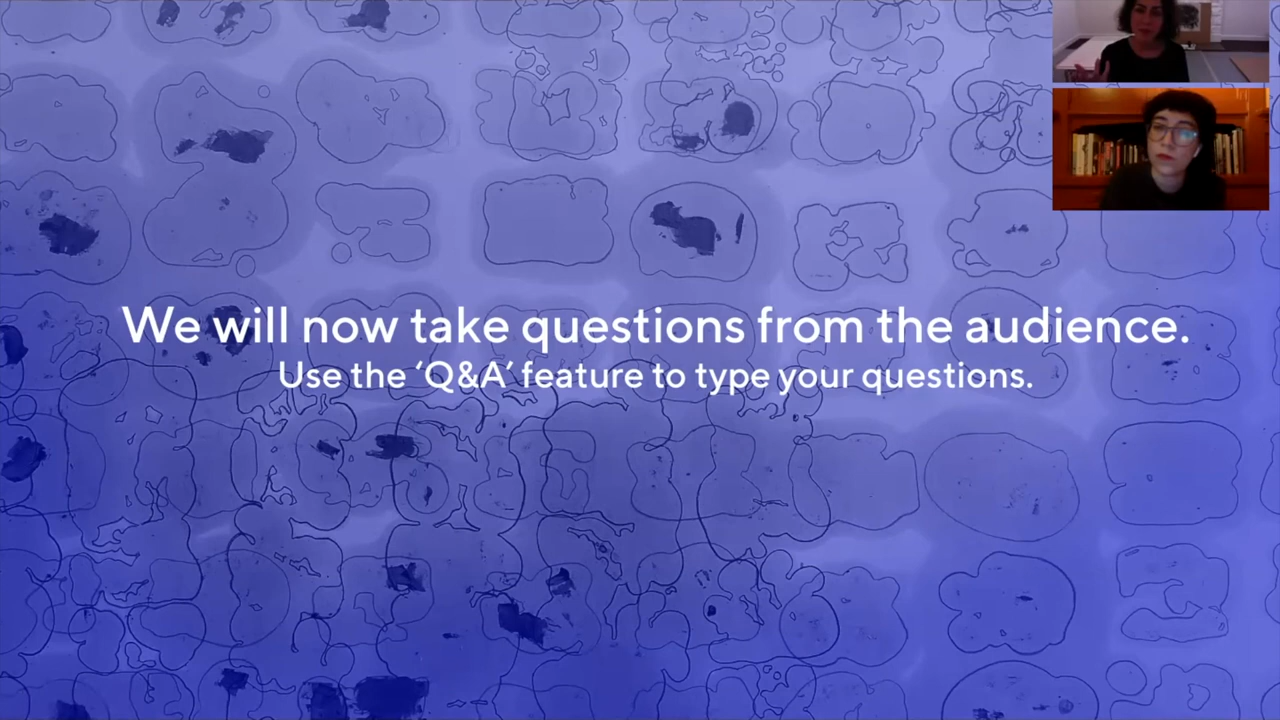 We will now take questions from the audience.
Use the ‘Q&A’ feature to type your questions.